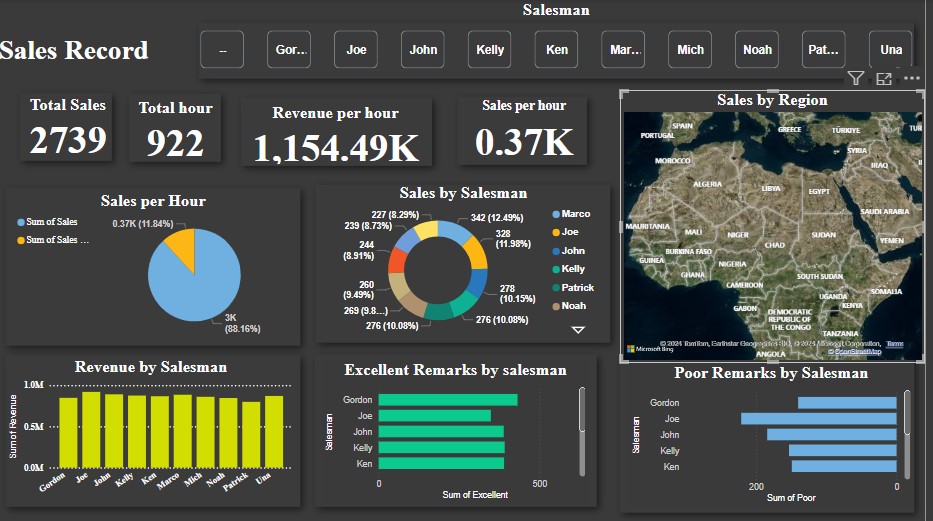 Salesman
Sales Record
--
Gor...
Joe
John
Kelly
Ken
Mar...
Mich
Noah
Pat...
Una
Total Sales
2739
Total hour
922
Revenue per hour
1,154.49K
Sales per hour
0.37K
Sales by Region
SPAIN
PORTUGAL
GREECE
TÜRKIYE
TUR
SYRIA
IRAQ
MOROCCO
ALGERIA
LIBYA
EGYPT
SAUDI ARABIA
MAURITANIA
MALI
NIGER
CHAD
SUDAN
YEMEN
BURKINA FASO
GUINEA
GHANA
NIGERIA
CAMEROON
SOUTH SUDAN
SOMALIA
UGANDA
KENYA
GABON
DEMOCRATIC
REPUBLIC OF
THE CONGO
TANZANIA
ANGOLA
Microsoft Bing
© 2024 TomTom, Earthstar Geographics SIO, © 2024 Microsoft Corporation, Terms
© OpenStreetMap
Sales per Hour
Sum of Sales
Sum of Sales ...
0.37K (11.84%)
3K
(88.16%)
Sales by Salesman
227 (8.29%)
239 (8.73%)
244
(8.91%)
260
(9.49%)
269 (9.8...)
276 (10.08%)
276 (10.08%)
278
(10.15%)
328
(11.98%)
342 (12.49%)
Marco
Joe
John
Kelly
Patrick
Noah
Revenue by Salesman
1.0M
0.5M
0.0M
Sum of Revenue
Gordon
Joe
John
Kelly
Ken
Marco
Mich
Noah
Patrick
Una
Excellent Remarks by salesman
Salesman
Gordon
Joe
John
Kelly
Ken
0
500
Sum of Excellent
Poor Remarks by Salesman
Salesman
Gordon
Joe
John
Kelly
Ken
200
0
Sum of Poor